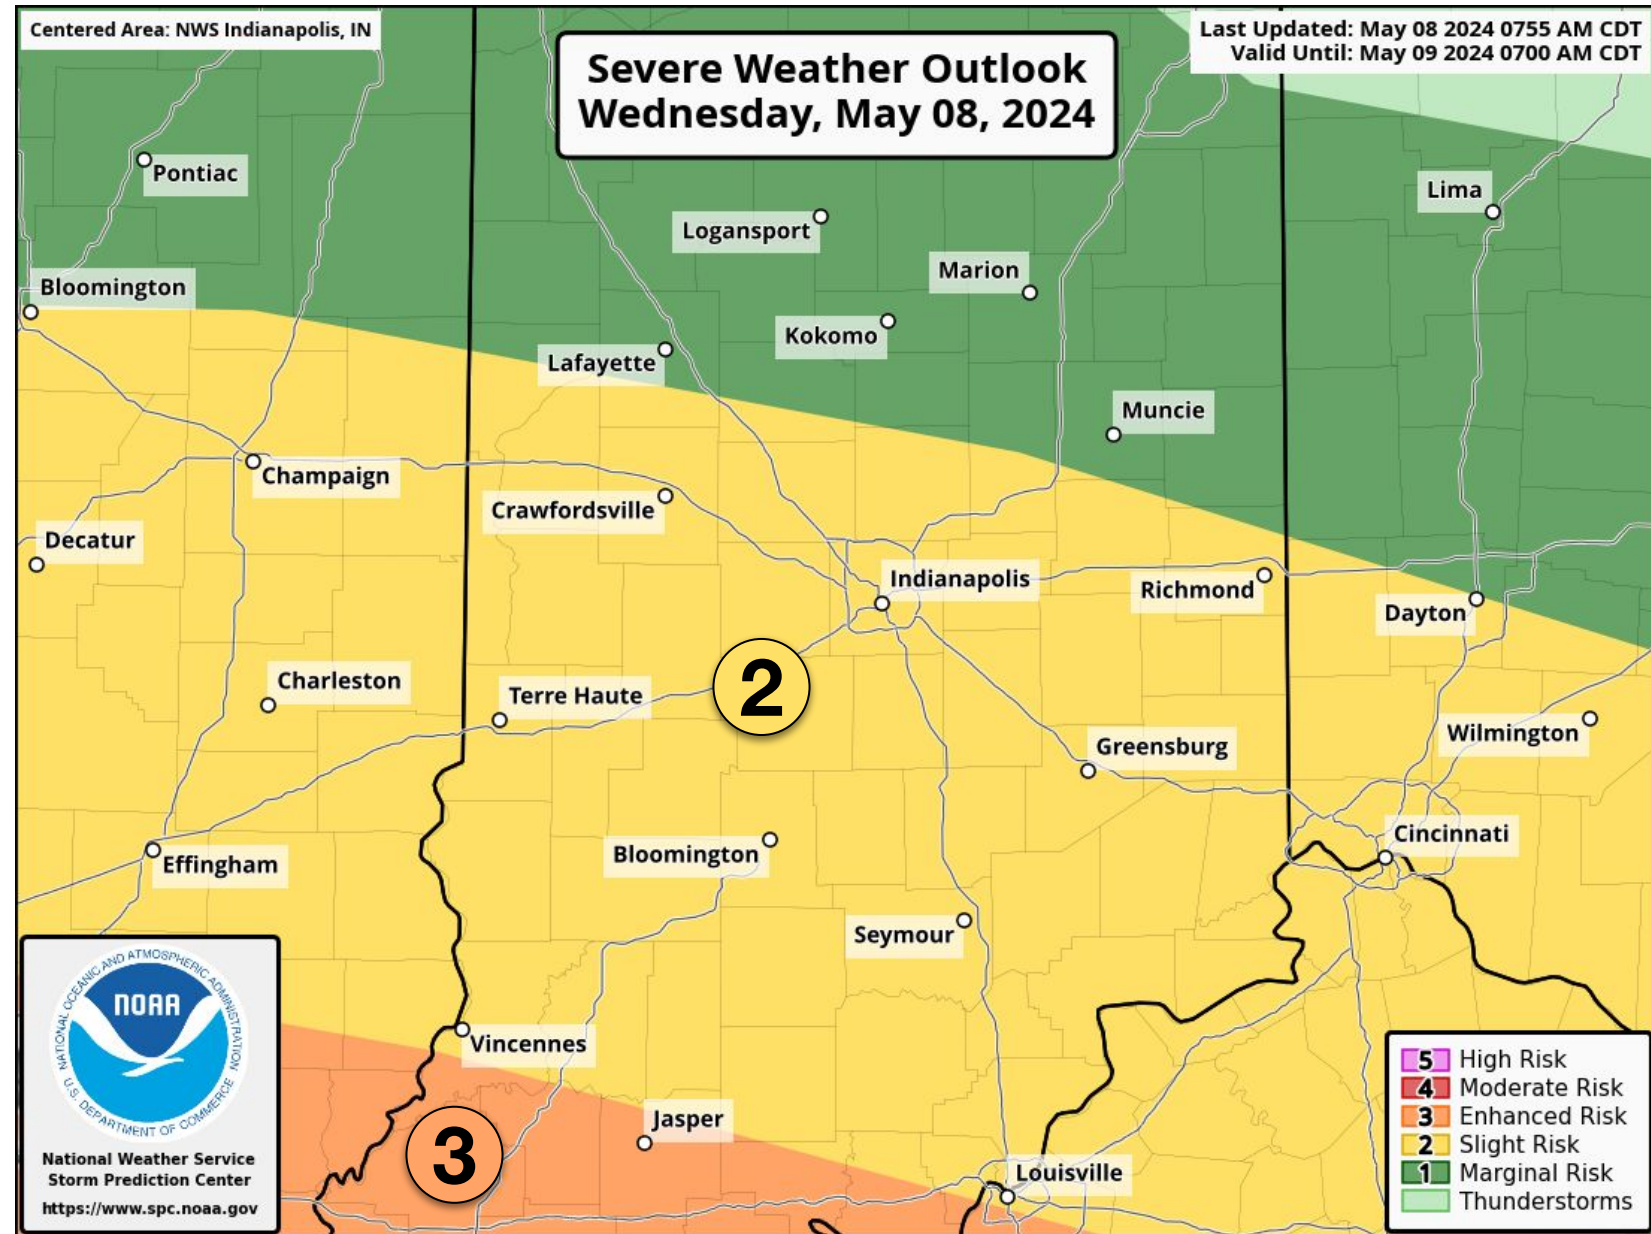 Centered Area: NWS Indianapolis, IN
Severe Weather Outlook
Wednesday, May 08, 2024
Last Updated: May 08 2024 0755 AM CDT
Valid Until: May 09 2024 0700 AM CDT
Pontiac
Lima
Logansport
Marion
Bloomington
Kokomo
Lafayette
Muncie
Champaign
Crawfordsville
Decatur
Indianapolis
Richmond
Dayton
Charleston
Terre Haute
2
Wilmington
Greensburg
Cincinnati
Bloomington
Effingham
Seymour
Vincennes
Jasper
3
Louisville
NATIONAL OCEANIC AND ATMOSPHERIC ADMINISTRATION
NOAA
U.S. DEPARTMENT OF COMMERCE
National Weather Service
Storm Prediction Center
https://www.spc.noaa.gov
5 High Risk
4 Moderate Risk
3 Enhanced Risk
2 Slight Risk
1 Marginal Risk
Thunderstorms